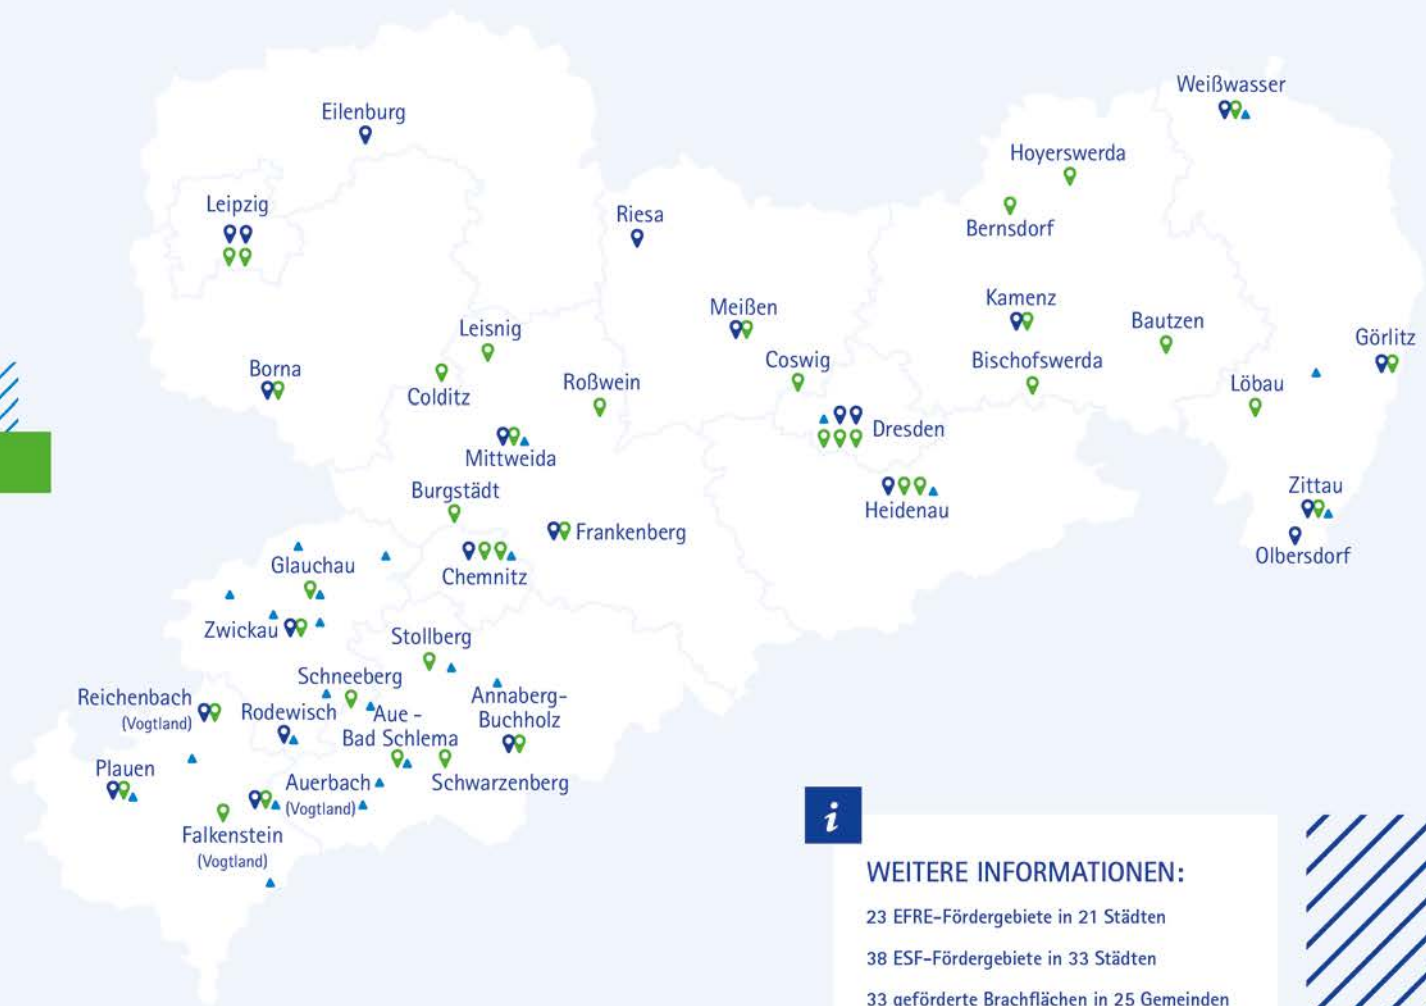 Weißwasser
Eilenburg
Hoyerswerda
Leipzig
Riesa
Bernsdorf
Kamenz
Meißen
Bautzen
Leisnig
Görlitz
Coswig
Bischofswerda
Borna
Roßwein
Löbau
Colditz
Dresden
Mittweida
Zittau
Burgstädt
Heidenau
Frankenberg
Olbersdorf
Glauchau
Chemnitz
Zwickau
Stollberg
Schneeberg
Annaberg-
Buchholz
Reichenbach
(Vogtland)
Rodewisch
Aue -
Bad Schlema
Plauen
Auerbach
(Vogtland)
Schwarzenberg
Falkenstein
(Vogtland)
i
WEITERE INFORMATIONEN:
23 EFRE-Fördergebiete in 21 Städten
38 ESF-Fördergebiete in 33 Städten
33 geförderte Brachflächen in 25 Gemeinden